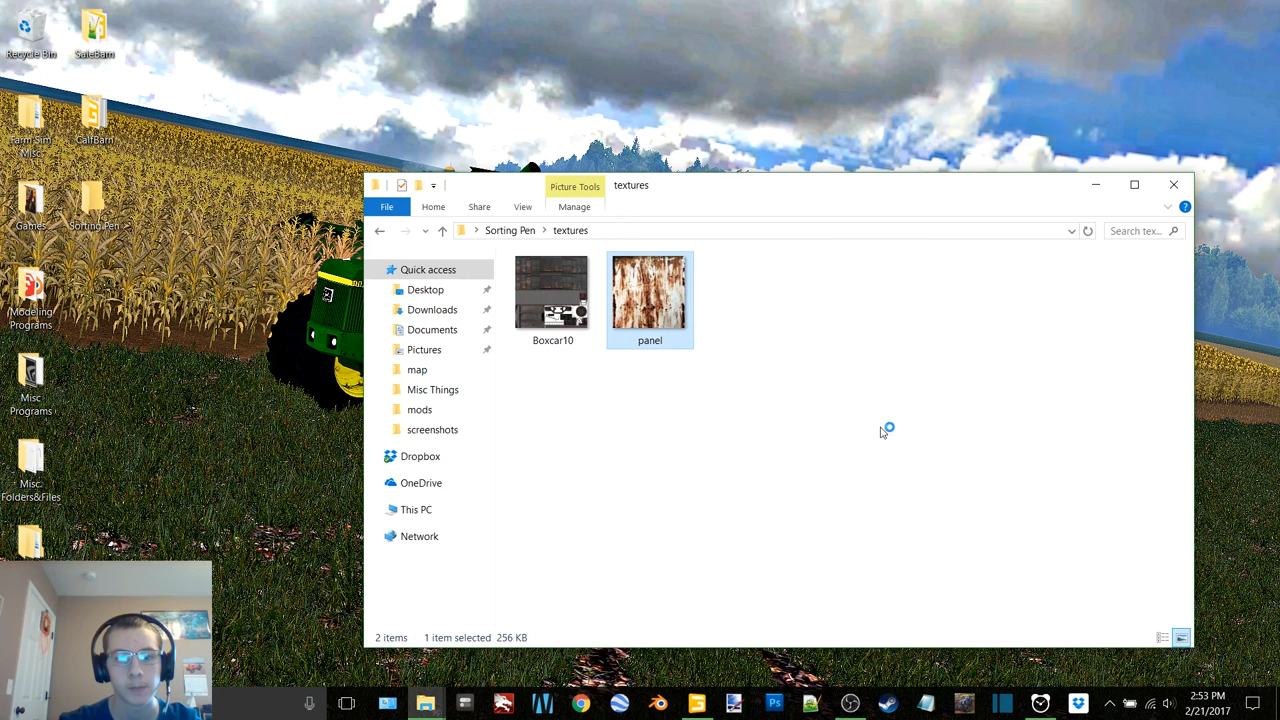 Recycle Bin
SaleBarn
Farm Sim
Misc.
CalfBarn
Games
Sorting Pen
Modeling
Programs
Misc
Programs
Misc.
Folders&Files
Picture Tools
textures
File
Home
Share
View
Manage
Sorting Pen
textures
Search tex...
Quick access
Desktop
Downloads
Documents
Pictures
map
Misc Things
mods
screenshots
Dropbox
OneDrive
This PC
Network
Boxcar10
panel
2 items 1 item selected 256 KB
Ps
2:53 PM
2/21/2017